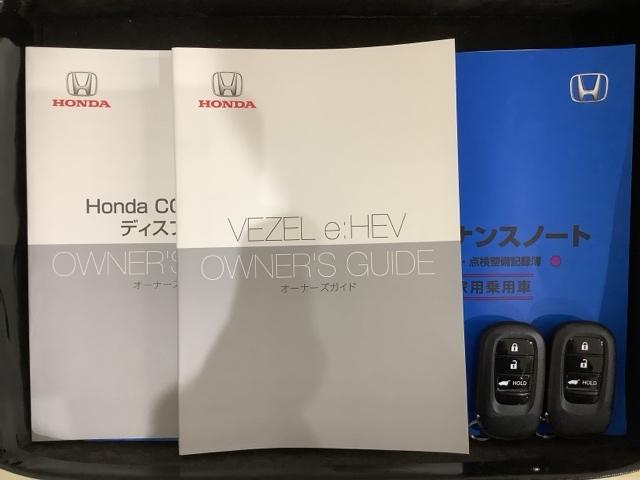 HONDA
Honda CO
ディスプ
OWNER'S
オーナーズ
HONDA
VEZEL e:HEV
OWNER'S GUIDE
オーナーズガイド
ナンスノート
・点検整備記録簿
家用乗用車
HOLD
HOLD